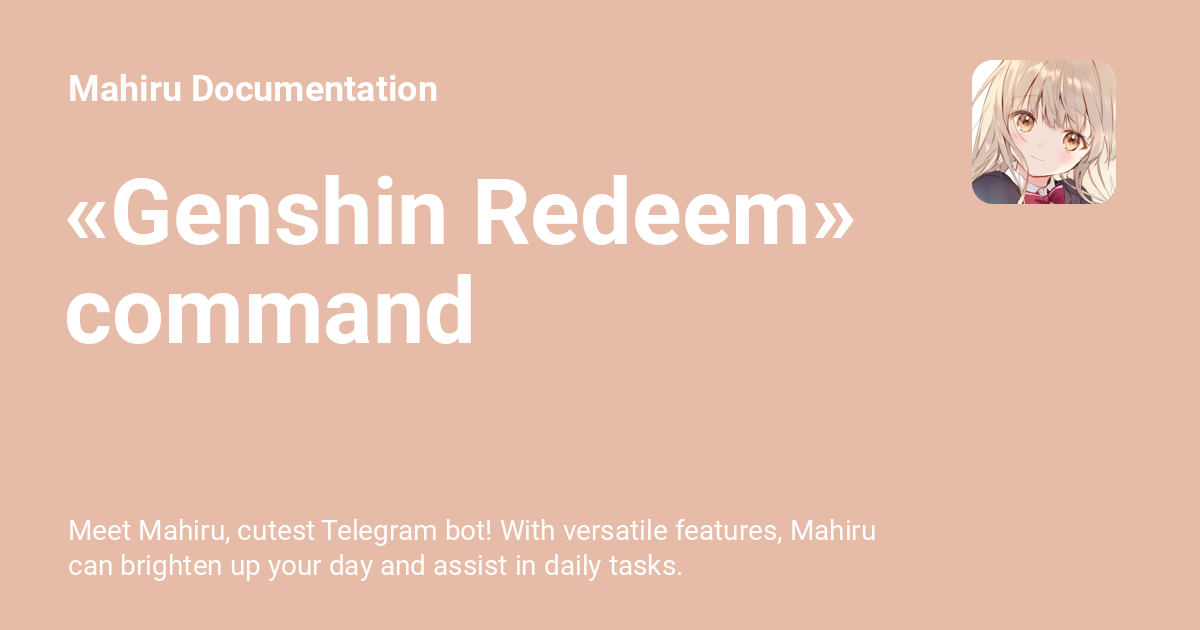 Mahiru Documentation
«Genshin Redeem»
command
Meet Mahiru, cutest Telegram bot! With versatile features, Mahiru
can brighten up your day and assist in daily tasks.